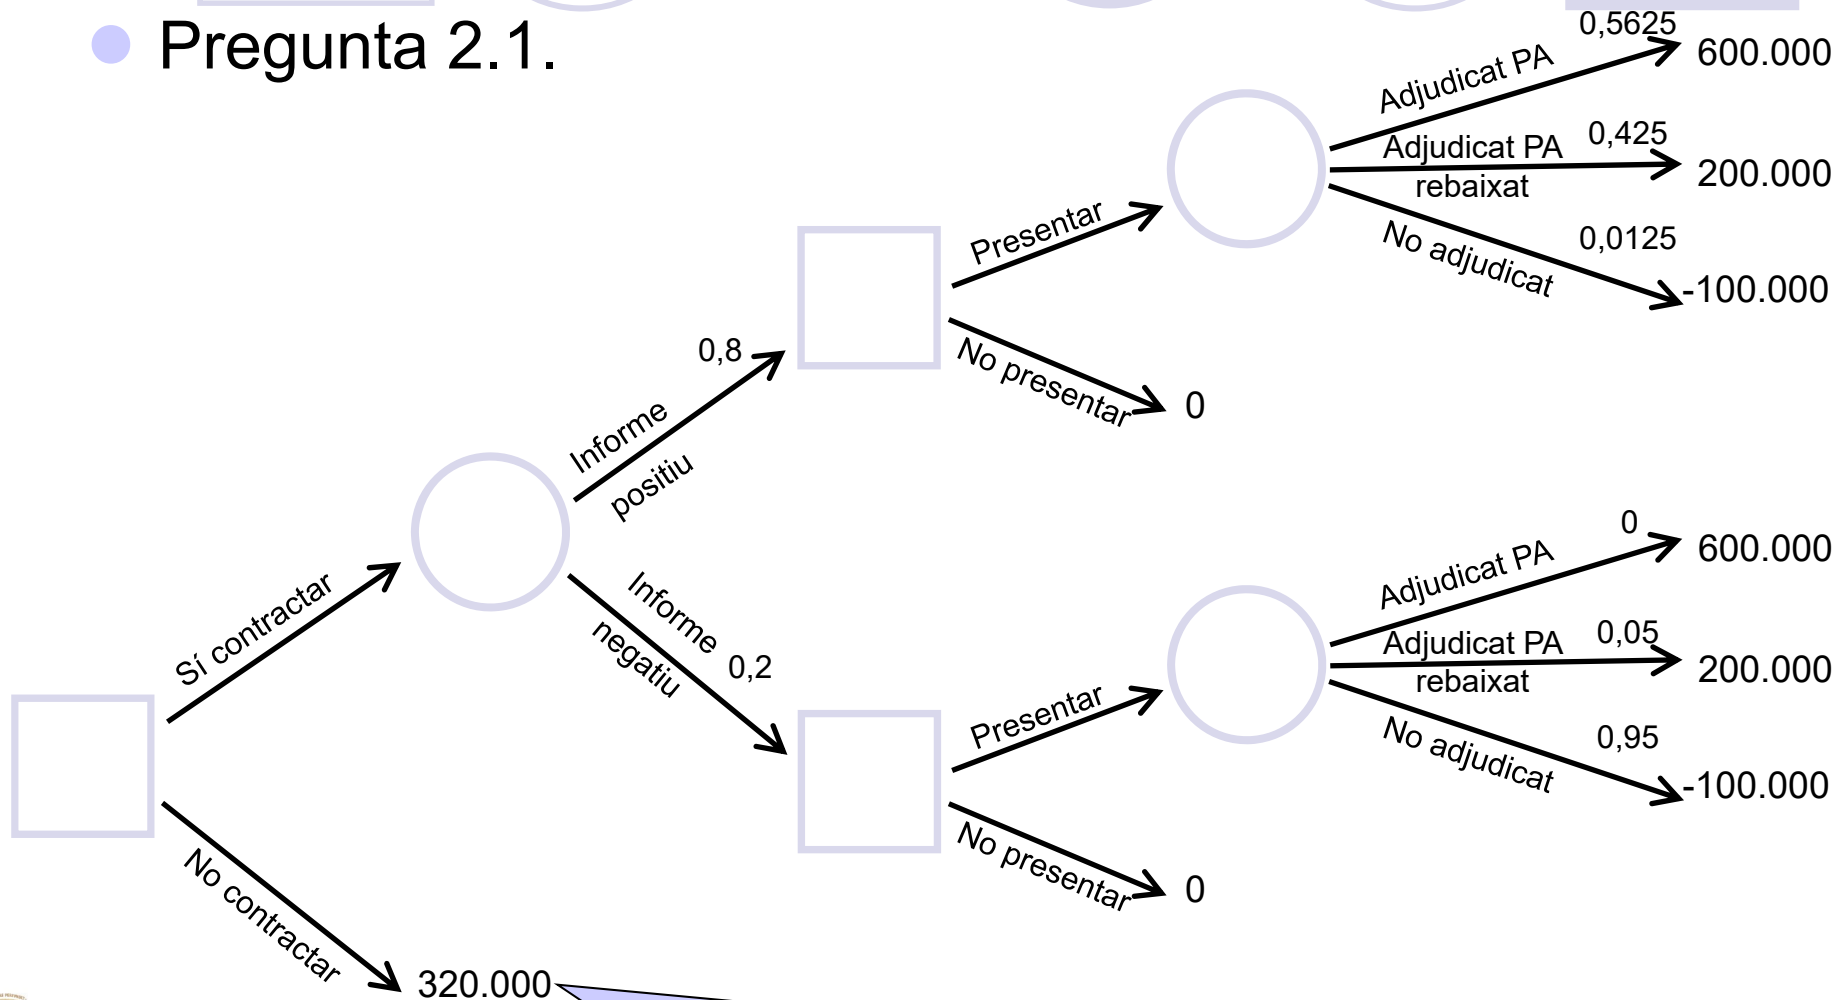 Pregunta 2.1.
0,5625
Adjudicat PA
600.000
Adjudicat PA
rebaixat
0,425
200.000
No adjudicat
0,0125
-100.000
Presentar
No presentar
0
0,8
Informe
positiu
Sí contractar
Informe
negatiu
0,2
0
Adjudicat PA
600.000
Adjudicat PA
rebaixat
0,05
200.000
No adjudicat
0,95
-100.000
Presentar
No presentar
0
No contractar
320.000